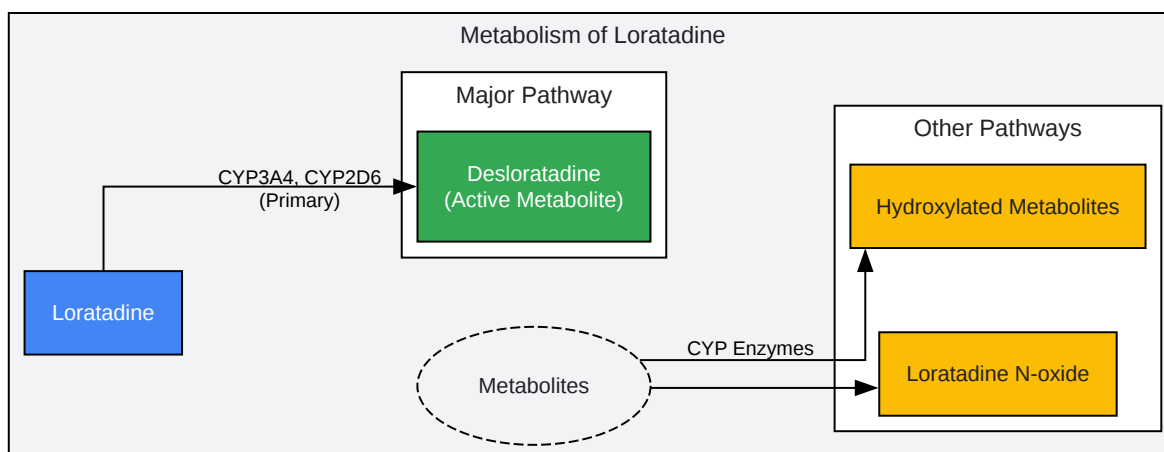 Metabolism of Loratadine
Major Pathway
Desloratadine
(Active Metabolite)
CYP3A4, CYP2D6
(Primary)
Loratadine
Other Pathways
Hydroxylated Metabolites
CYP Enzymes
Metabolites
Loratadine N-oxide